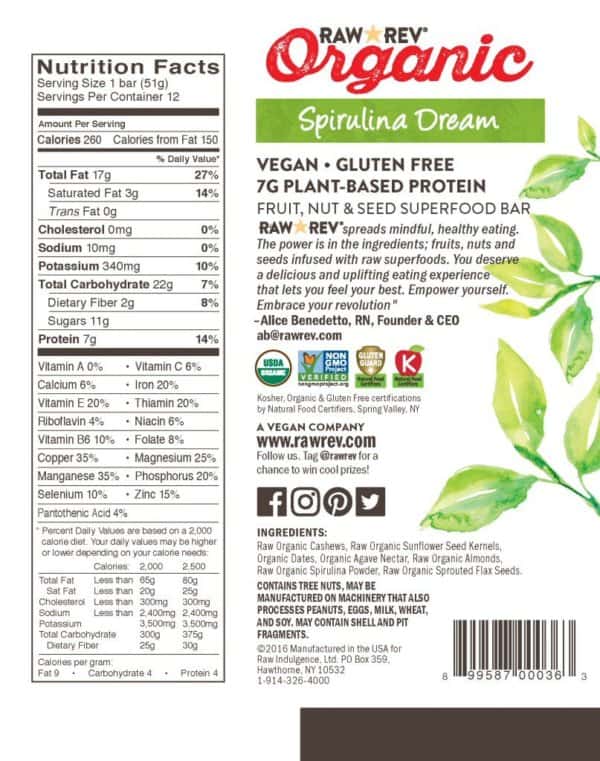 Nutrition Facts
Serving Size 1 bar (51g)
Servings Per Container 12
Amount Per Serving
Calories 260 Calories from Fat 150
% Daily Value*
Total Fat 17g 27%
Saturated Fat 3g 14%
Trans Fat 0g
Cholesterol 0mg 0%
Sodium 10mg 0%
Potassium 340mg 10%
Total Carbohydrate 22g 7%
Dietary Fiber 2g 8%
Sugars 11g
Protein 7g 14%
Vitamin A 0% • Vitamin C 6%
Calcium 6% • Iron 20%
Vitamin E 20% • Thiamin 20%
Riboflavin 4% • Niacin 6%
Vitamin B6 10% • Folate 8%
Copper 35% • Magnesium 25%
Manganese 35% • Phosphorus 20%
Selenium 10% • Zinc 15%
Pantothenic Acid 4%
* Percent Daily Values are based on a 2,000
calorie diet. Your daily values may be higher
or lower depending on your calorie needs:
Calories: 2,000 2,500
Total Fat Less than 65g 80g
Sat Fat Less than 20g 25g
Cholesterol Less than 300mg 300mg
Sodium Less than 2,400mg 2,400mg
Potassium 3,500mg 3,500mg
Total Carbohydrate 300g 375g
Dietary Fiber 25g 30g
Calories per gram:
Fat 9 • Carbohydrate 4 • Protein 4
RAW REV®
Organic
Spirulina Dream
VEGAN • GLUTEN FREE
7G PLANT-BASED PROTEIN
FRUIT, NUT & SEED SUPERFOOD BAR
RAW REV® spreads mindful, healthy eating.
The power is in the ingredients; fruits, nuts and
seeds infused with raw superfoods. You deserve
a delicious and uplifting eating experience
that lets you feel your best. Empower yourself.
Embrace your revolution"
–Alice Benedetto, RN, Founder & CEO
ab@rawrev.com
USDA
ORGANIC
NON
GMO
Project
VERIFIED
nongmoproject.org
GLUTEN
GUARD
Natural Food
Certifiers
K
Natural Food
Certifiers
Kosher, Organic & Gluten Free certifications
by Natural Food Certifiers, Spring Valley, NY
A VEGAN COMPANY
www.rawrev.com
Follow us. Tag @rawrev for a
chance to win cool prizes!
INGREDIENTS:
Raw Organic Cashews, Raw Organic Sunflower Seed Kernels,
Organic Dates, Organic Agave Nectar, Raw Organic Almonds,
Raw Organic Spirulina Powder, Raw Organic Sprouted Flax Seeds.
CONTAINS TREE NUTS, MAY BE
MANUFACTURED ON MACHINERY THAT ALSO
PROCESSES PEANUTS, EGGS, MILK, WHEAT,
AND SOY. MAY CONTAIN SHELL AND PIT
FRAGMENTS.
©2016 Manufactured in the USA for
Raw Indulgence, Ltd. PO Box 359,
Hawthorne, NY 10532
1-914-326-4000
8 99587 00036 3